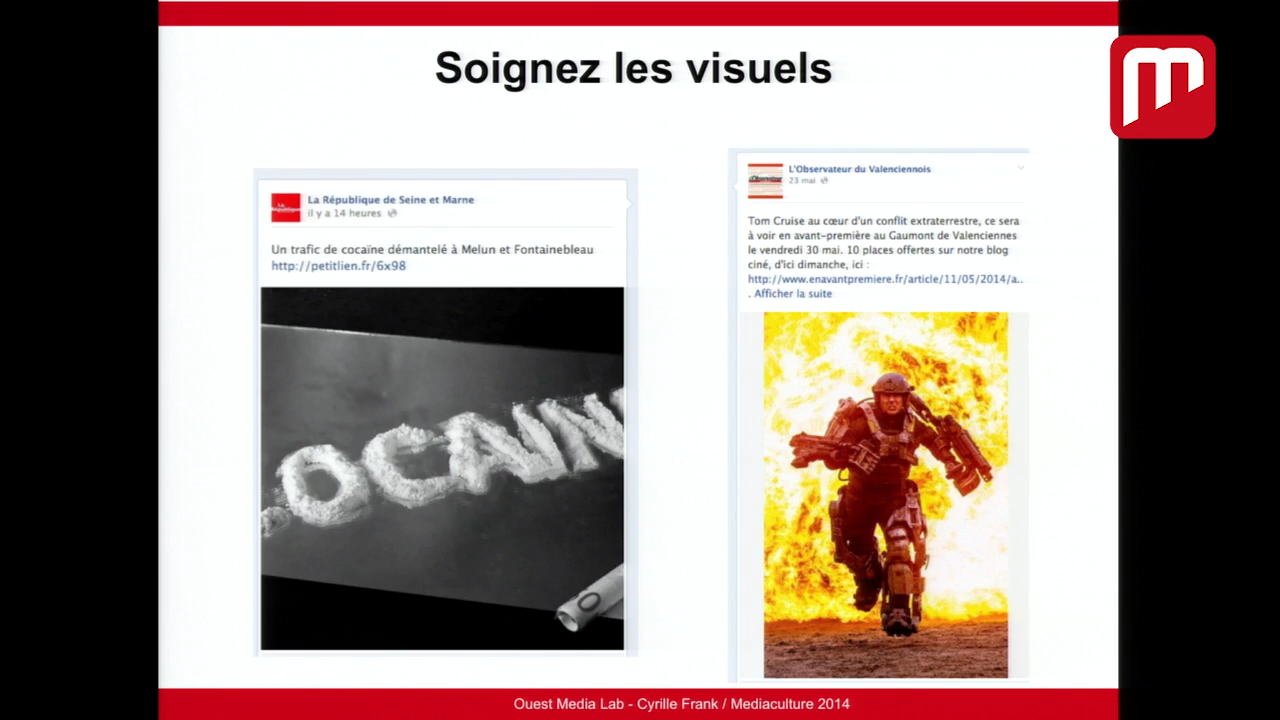 Soignez les visuels
La République de Seine et Marne
il y a 14 heures
Un trafic de cocaïne démantelé à Melun et Fontainebleau
http://petitlien.fr/6x98
OCAIN
L'Observateur du Valenciennois
23 mai
Tom Cruise au cœur d'un conflit extraterrestre, ce sera
à voir en avant-première au Gaumont de Valenciennes
le vendredi 30 mai. 10 places offertes sur notre blog
ciné, d'ici dimanche, ici :
http://www.enavantpremiere.fr/article/11/05/2014/a..
. Afficher la suite
Ouest Media Lab - Cyrille Frank / Mediaculture 2014